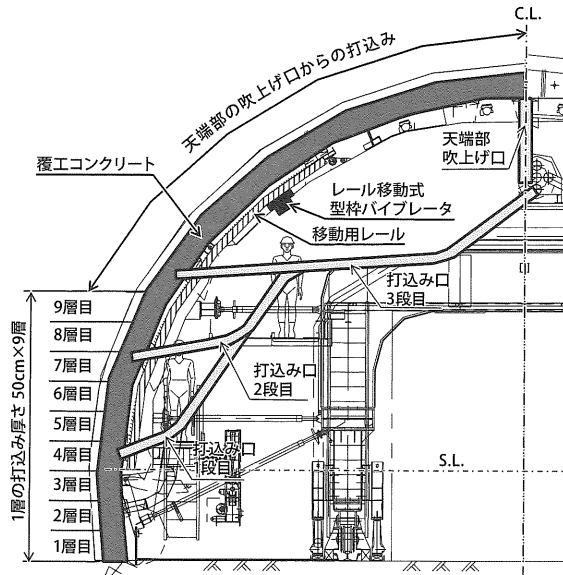 C.L.
天端部の吹上げ口からの打込み
天端部
吹上げ口
覆工コンクリート
レール移動式
型枠バイブレータ
移動用レール
打込み口
3段目
9層目
8層目
7層目
6層目
5層目
4層目
3層目
2層目
1層目
打込み口
2段目
打込み口
1段目
S.L.
1層の打込み厚さ 50cm×9層